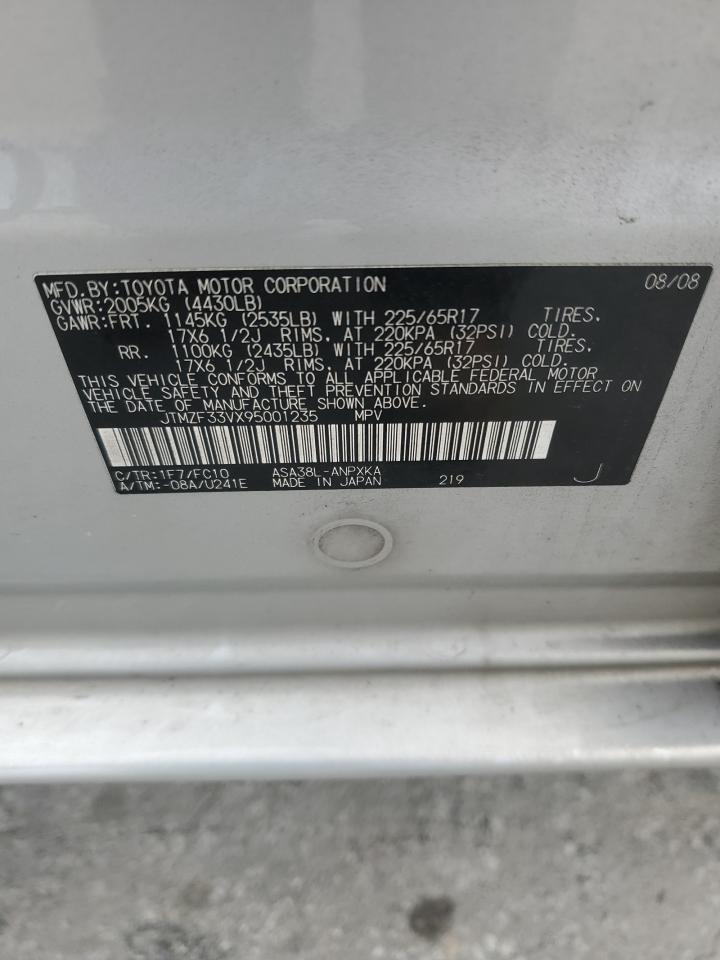 MFD.BY:TOYOTA MOTOR CORPORATION 08/08
GVWR:2005KG (4430LB)
GAWR:FRT. 1145KG (2535LB) WITH 225/65R17 TIRES.
17X6 1/2J RIMS, AT 220KPA (32PSI) COLD.
RR. 1100KG (2435LB) WITH 225/65R17 TIRES.
17X6 1/2J RIMS, AT 220KPA (32PSI) COLD.
THIS VEHICLE CONFORMS TO ALL APPLICABLE FEDERAL MOTOR
VEHICLE SAFETY AND THEFT PREVENTION STANDARDS IN EFFECT ON
THE DATE OF MANUFACTURE SHOWN ABOVE.
JTMZF33VX95001235 MPV
C/TR:1F7/FC10 ASA38L-ANPXKA
A/TM:-08A/U241E MADE IN JAPAN 219 J